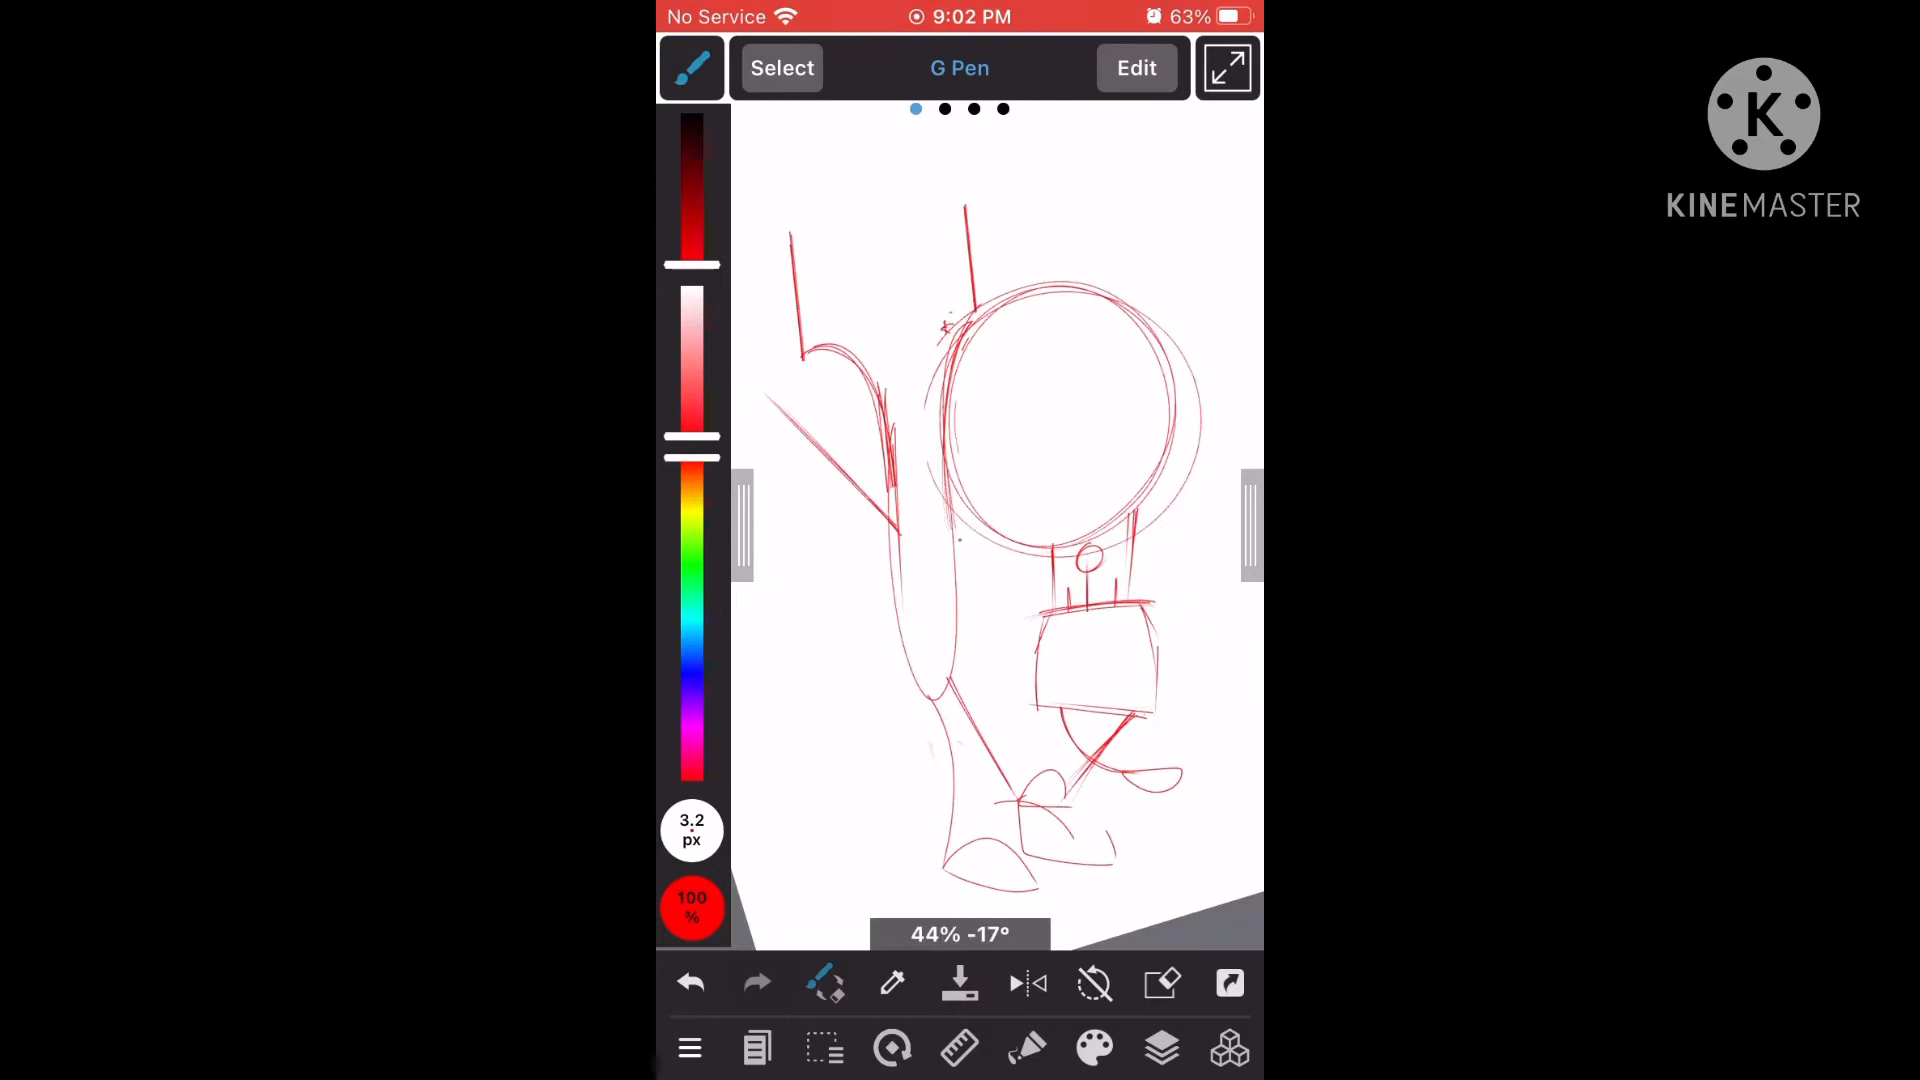 No Service 9:02 PM 63%
Select G Pen Edit
K
KINEMASTER
3.2
px
100
%
44% -17°